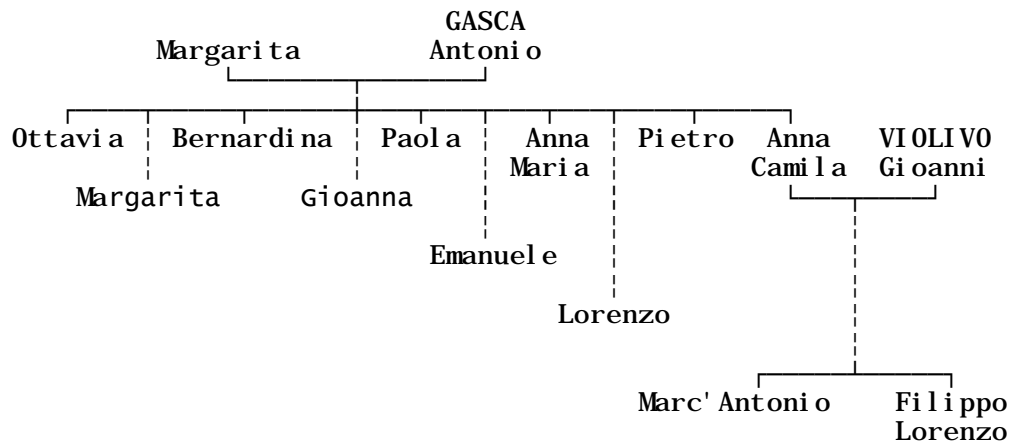 GASCA
Margarita Antonio
Ottavia Bernardina Paola Anna Pietro Anna VIOLIVO
Maria Camila Gioanni
Margarita Gioanna
Emanuele
Lorenzo
Marc'Antonio Filippo
Lorenzo